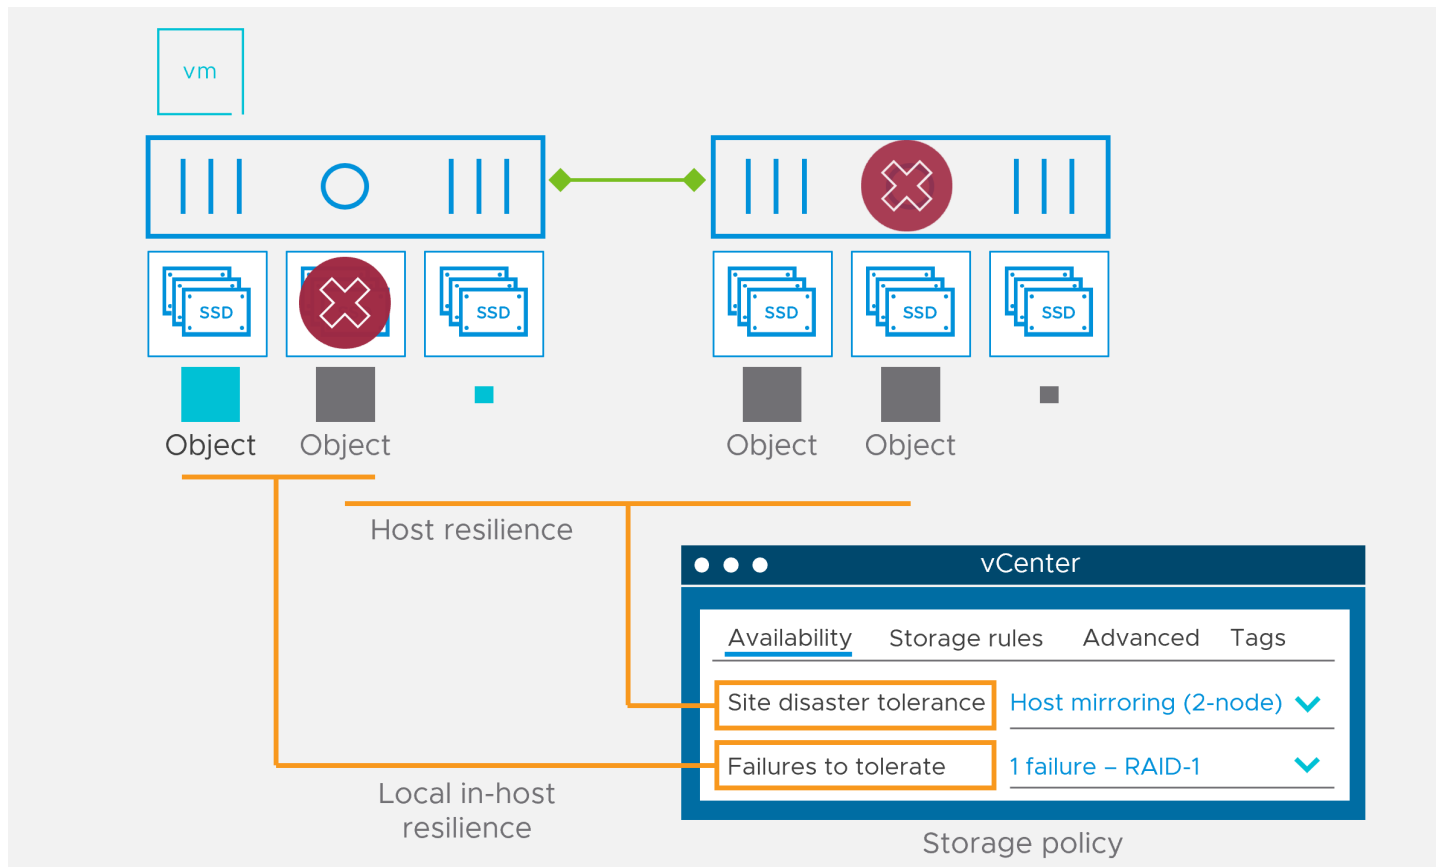 vm
SSD
SSD
SSD
SSD
SSD
Object
Object
Object
Object
Host resilience
vCenter
Availability Storage rules Advanced Tags
Site disaster tolerance Host mirroring (2-node)
Failures to tolerate 1 failure – RAID-1
Local in-host
resilience
Storage policy